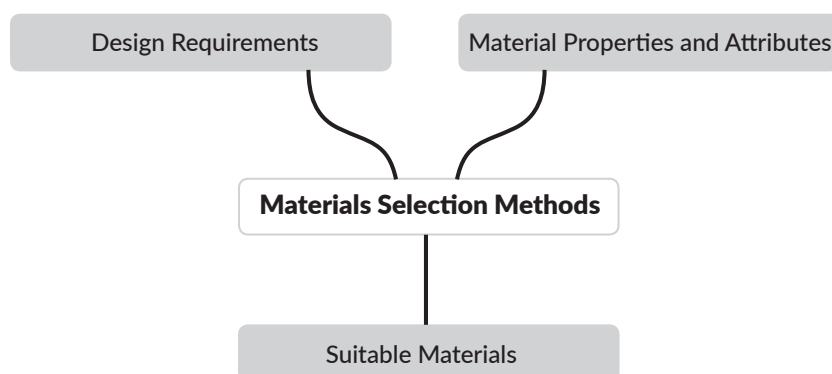 Design Requirements
Material Properties and Attributes
Materials Selection Methods
Suitable Materials